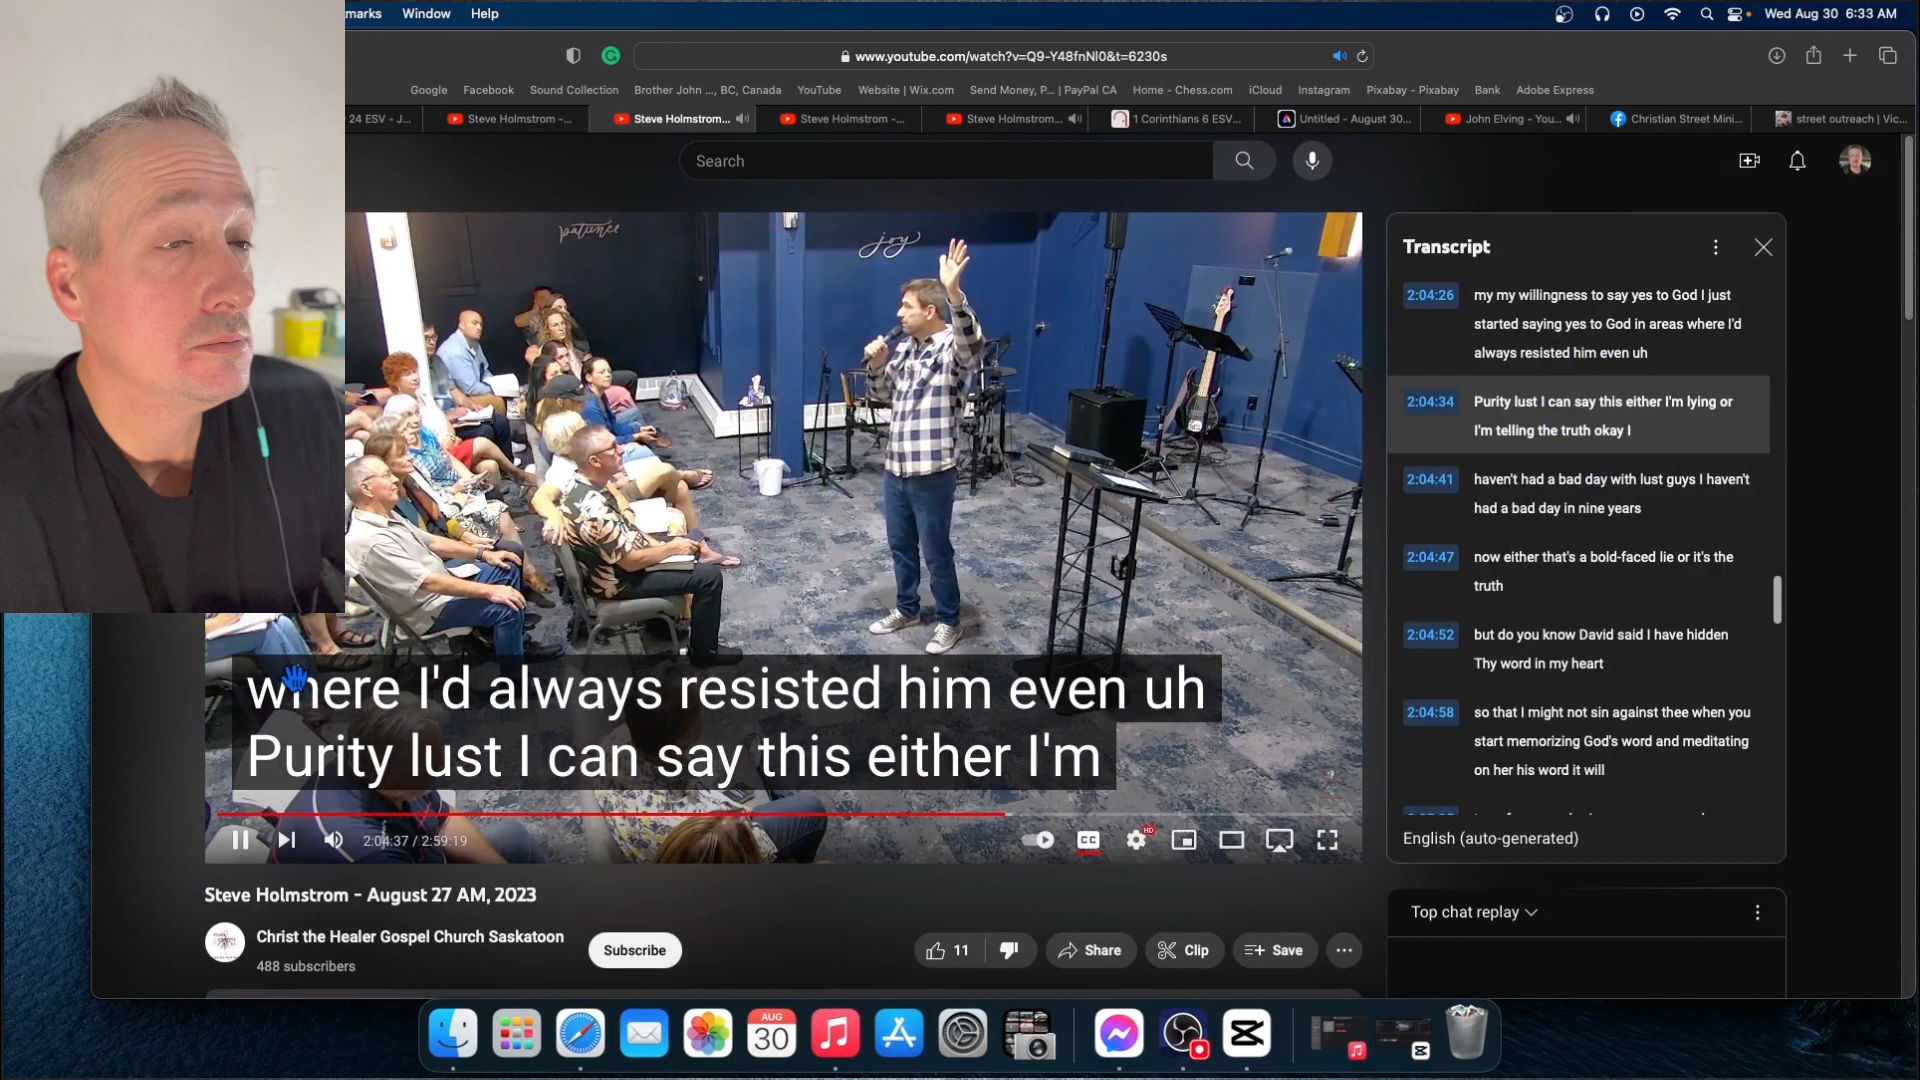 marks Window Help
Wed Aug 30 6:33 AM
www.youtube.com/watch?v=Q9-Y48fnNl0&t=6230s
Google Facebook Sound Collection Brother John ..., BC, Canada YouTube Website | Wix.com Send Money, P... | PayPal CA Home - Chess.com iCloud Instagram Pixabay - Pixabay Bank Adobe Express
24 ESV - J... Steve Holmstrom -... Steve Holmstrom... Steve Holmstrom -... Steve Holmstrom... 1 Corinthians 6 ESV... Untitled - August 30... John Elving - You... Christian Street Mini... street outreach | Vic...
Search
patience
joy
Transcript
2:04:26 my my willingness to say yes to God I just
started saying yes to God in areas where I'd
always resisted him even uh
2:04:34 Purity lust I can say this either I'm lying or
I'm telling the truth okay I
2:04:41 haven't had a bad day with lust guys I haven't
had a bad day in nine years
2:04:47 now either that's a bold-faced lie or it's the
truth
2:04:52 but do you know David said I have hidden
Thy word in my heart
2:04:58 so that I might not sin against thee when you
start memorizing God's word and meditating
on her his word it will
English (auto-generated)
where I'd always resisted him even uh
Purity lust I can say this either I'm
2:04:37 / 2:59:19
CC
HD
Steve Holmstrom - August 27 AM, 2023
Christ the Healer Gospel Church Saskatoon
488 subscribers
Subscribe
11
Share
Clip
Save
Top chat replay
AUG
30